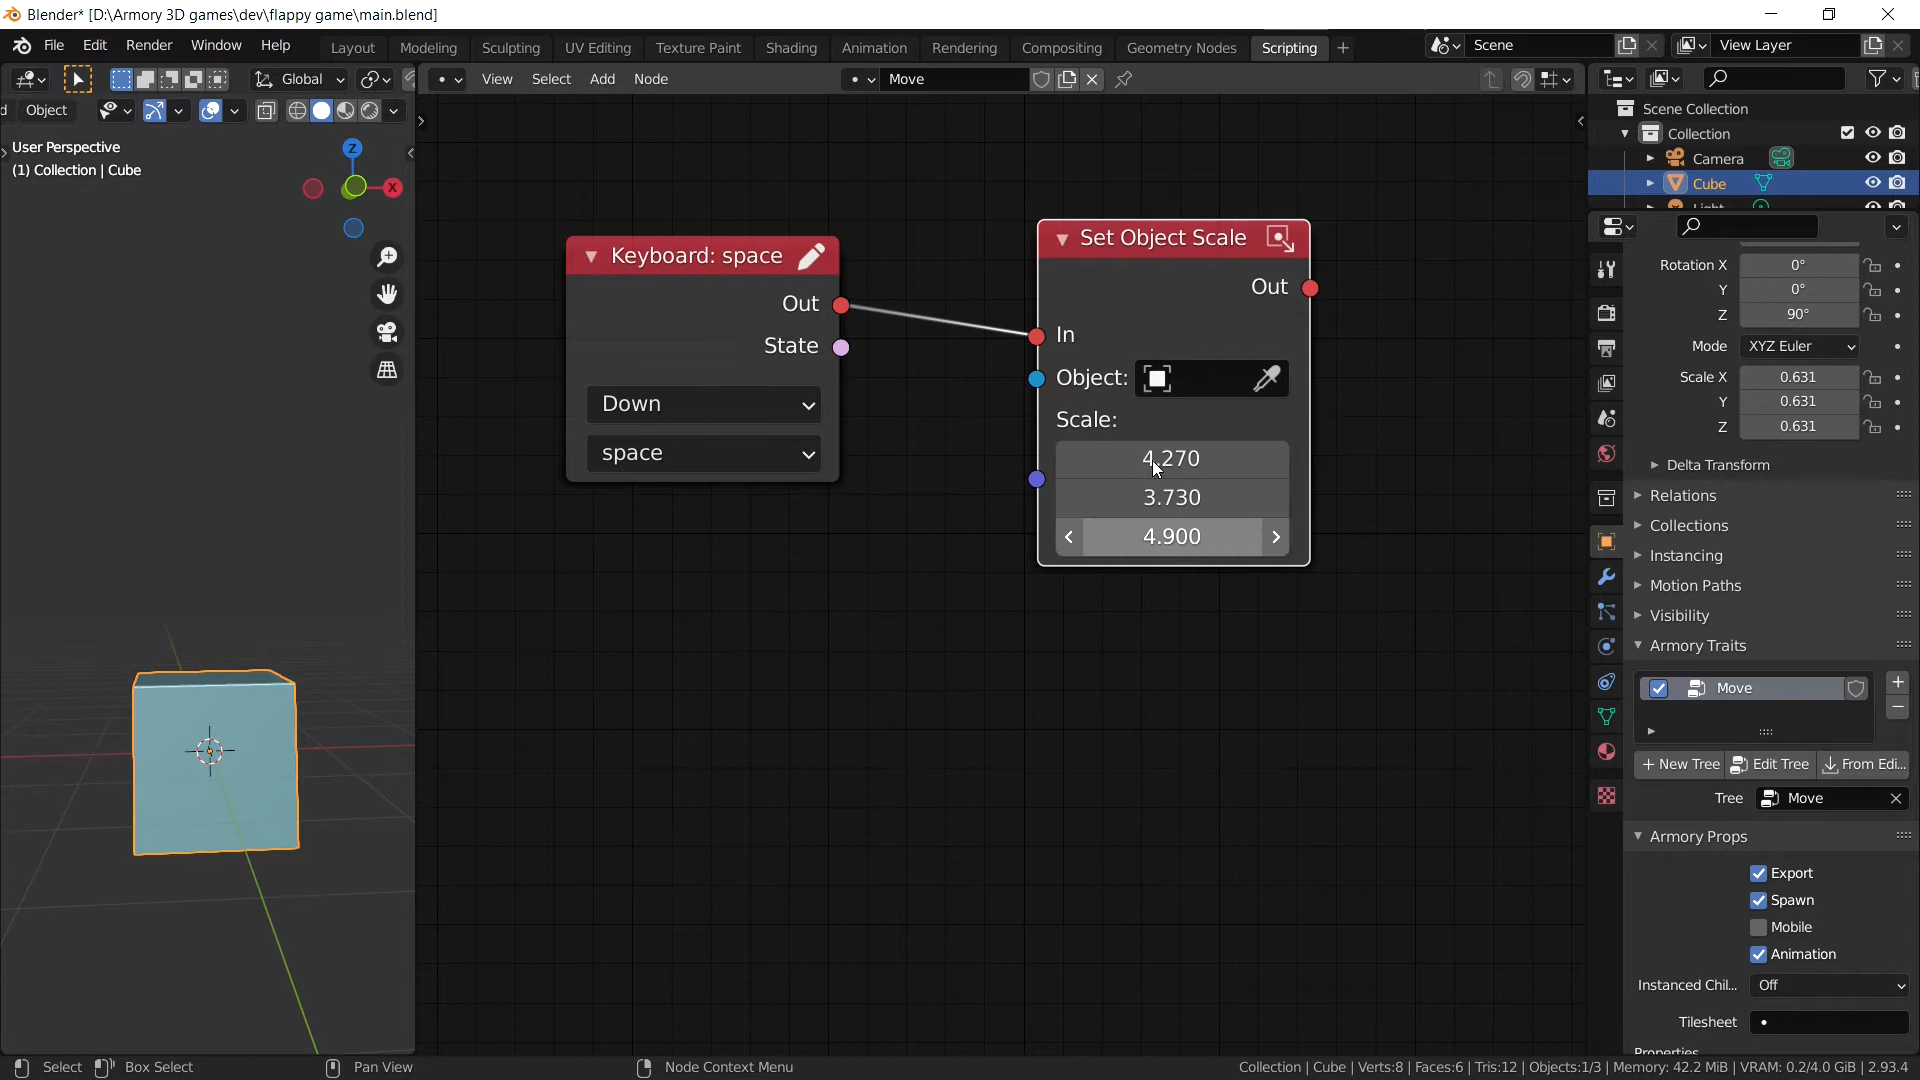 Blender* [D:\Armory 3D games\dev\flappy game\main.blend]
File Edit Render Window Help Layout Modeling Sculpting UV Editing Texture Paint Shading Animation Rendering Compositing Geometry Nodes Scripting + Scene View Layer
Global View Select Add Node Move
Object
User Perspective
(1) Collection | Cube
Z
X
Scene Collection
Collection
Camera
Cube
Light
Keyboard: space
Out
State
Down
space
Set Object Scale
Out
In
Object:
Scale:
4.270
3.730
4.900
Rotation X 0°
Y 0°
Z 90°
Mode XYZ Euler
Scale X 0.631
Y 0.631
Z 0.631
Delta Transform
Relations
Collections
Instancing
Motion Paths
Visibility
Armory Traits
Move
+ New Tree Edit Tree From Edi...
Tree Move
Armory Props
Export
Spawn
Mobile
Animation
Instanced Chil... Off
Tilesheet
Properties
Select Box Select Pan View Node Context Menu Collection | Cube | Verts:8 | Faces:6 | Tris:12 | Objects:1/3 | Memory: 42.2 MiB | VRAM: 0.2/4.0 GiB | 2.93.4